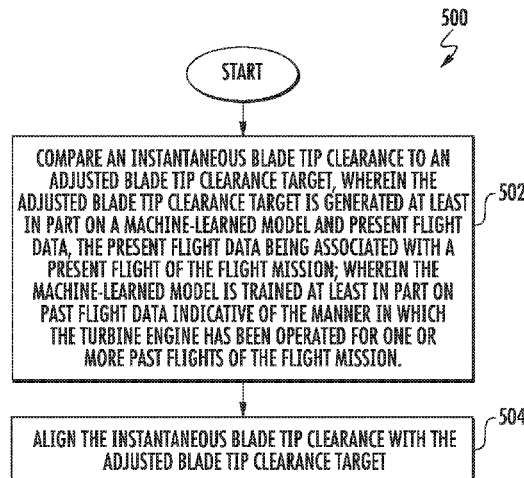 500
START
COMPARE AN INSTANTANEOUS BLADE TIP CLEARANCE TO AN
ADJUSTED BLADE TIP CLEARANCE TARGET, WHEREIN THE
ADJUSTED BLADE TIP CLEARANCE TARGET IS GENERATED AT LEAST
IN PART ON A MACHINE-LEARNED MODEL AND PRESENT FLIGHT
DATA, THE PRESENT FLIGHT DATA BEING ASSOCIATED WITH A
PRESENT FLIGHT OF THE FLIGHT MISSION; WHEREIN THE
MACHINE-LEARNED MODEL IS TRAINED AT LEAST IN PART ON
PAST FLIGHT DATA INDICATIVE OF THE MANNER IN WHICH
THE TURBINE ENGINE HAS BEEN OPERATED FOR ONE OR
MORE PAST FLIGHTS OF THE FLIGHT MISSION.
502
ALIGN THE INSTANTANEOUS BLADE TIP CLEARANCE WITH THE
ADJUSTED BLADE TIP CLEARANCE TARGET
504